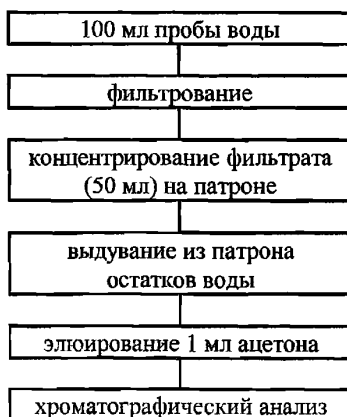 100 мл пробы воды
фильтрование
концентрирование фильтрата
(50 мл) на патроне
выдувание из патрона
остатков воды
элюирование 1 мл ацетона
хроматографический анализ